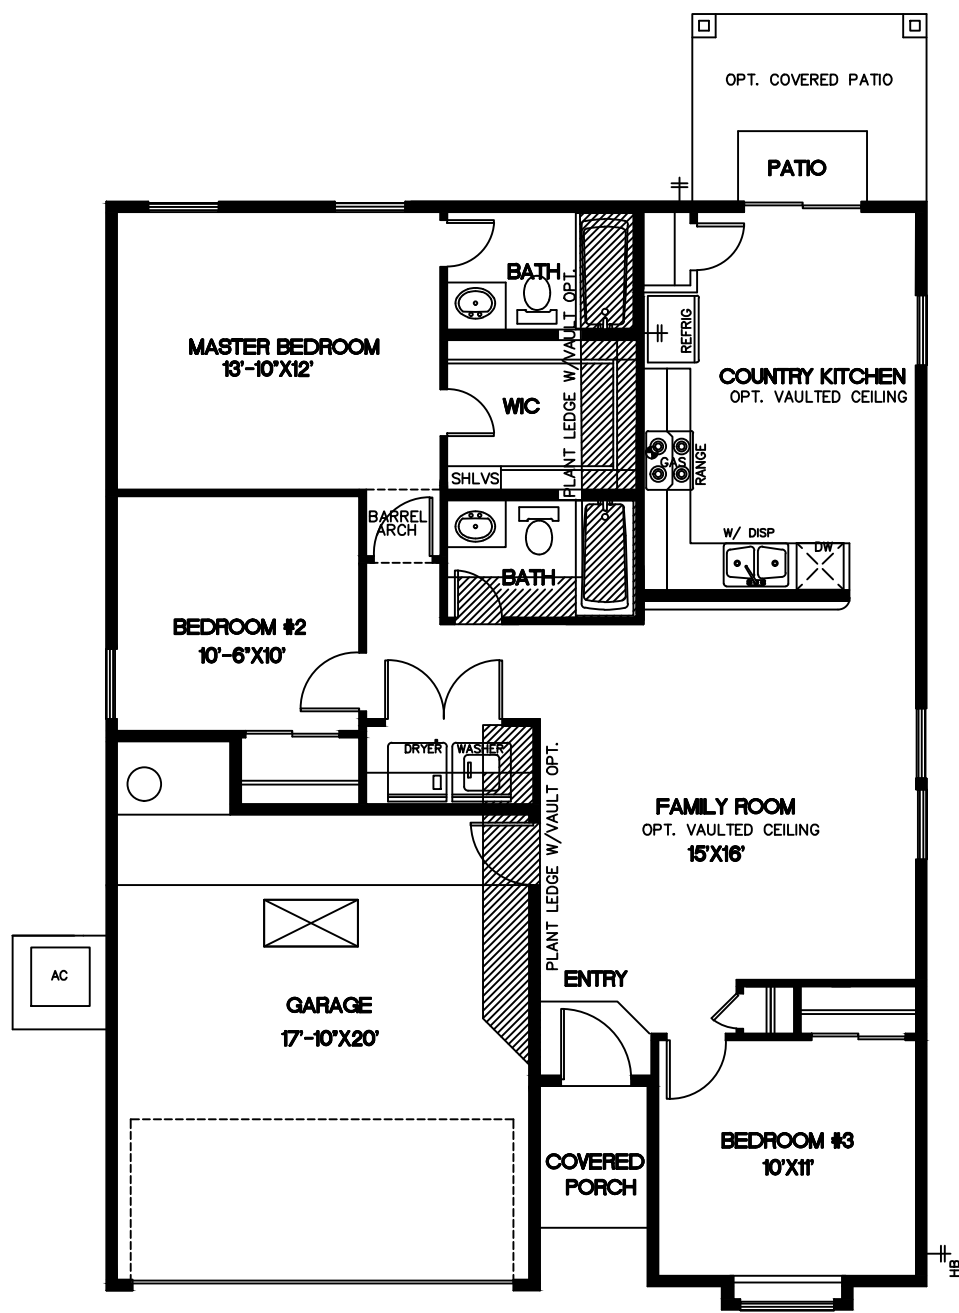 OPT. COVERED PATIO
PATIO
BATH
PLANT LEDGE W/VAULT OPT.
REFRIG
MASTER BEDROOM
13'-10"X12'
COUNTRY KITCHEN
OPT. VAULTED CEILING
WIC
GAS
RANGE
SHLVS
BARREL
ARCH
W/ DISP
DW
BATH
BEDROOM #2
10'-6"X10'
DRYER
WASHER
PLANT LEDGE W/VAULT OPT.
FAMILY ROOM
OPT. VAULTED CEILING
15'X16'
AC
ENTRY
GARAGE
17'-10"X20'
BEDROOM #3
10'X11'
COVERED
PORCH
HB